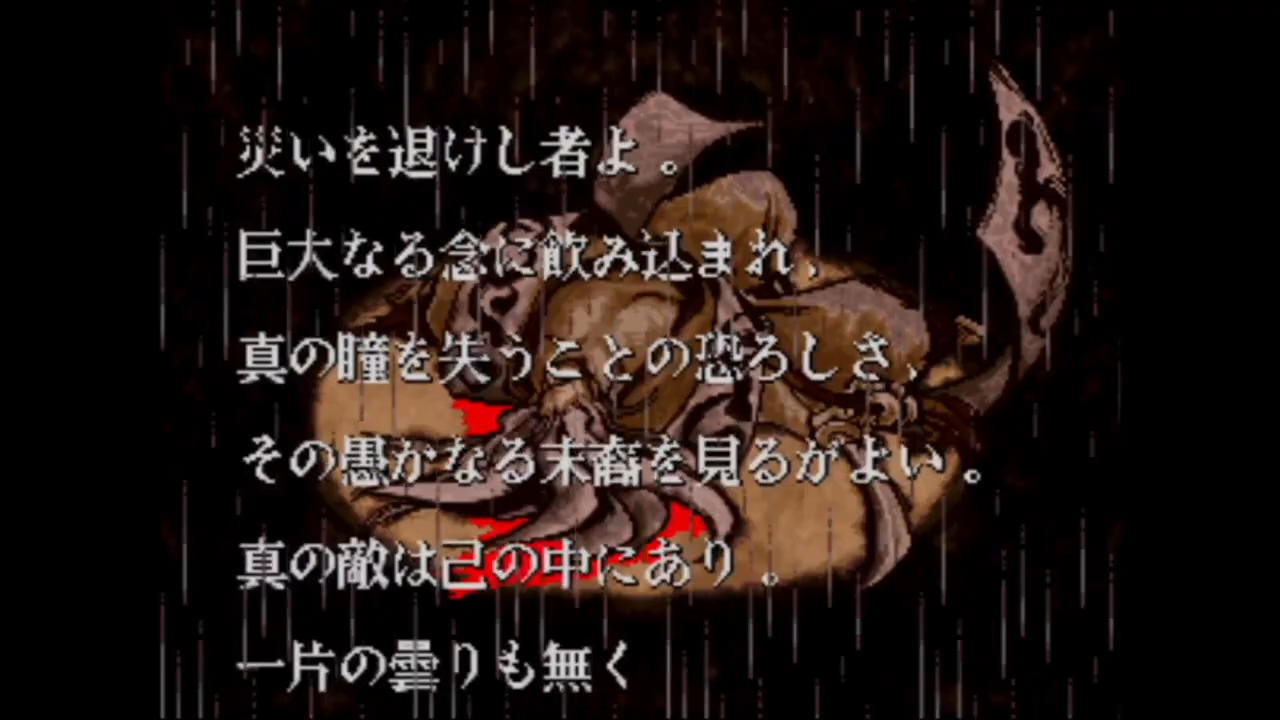 災いを退けし者よ。
巨大なる念に飲み込まれ、
真の瞳を失うことの恐ろしさ、
その愚かなる末裔を見るがよい。
真の敵は己の中にあり。
一片の曇りも無く